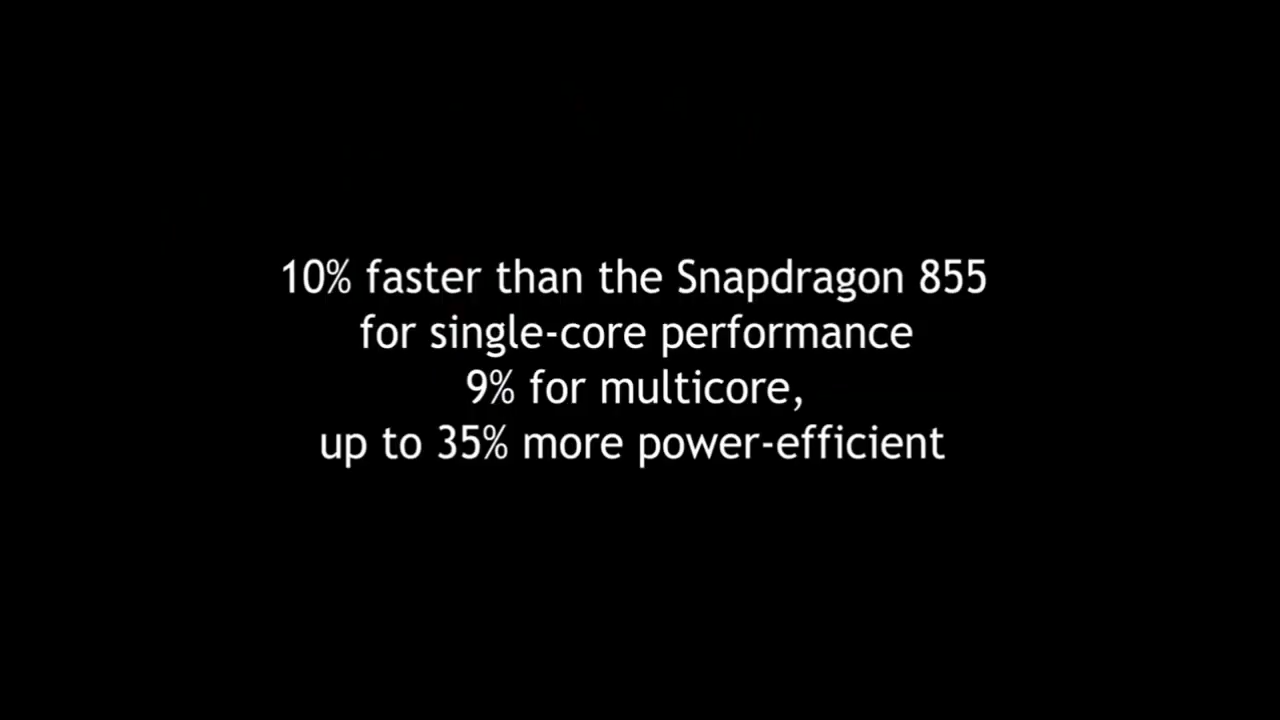 10% faster than the Snapdragon 855
for single-core performance
9% for multicore,
up to 35% more power-efficient